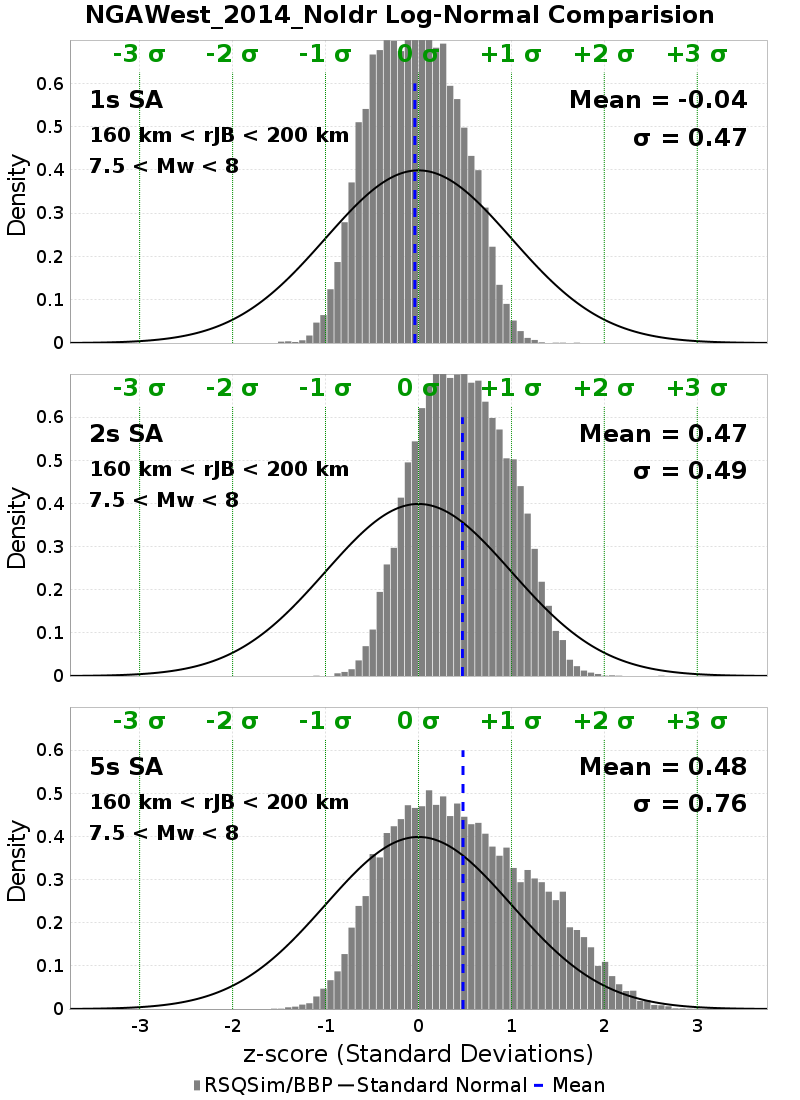 NGAWest_2014_NoIdr Log-Normal Comparision
-3 σ -2 σ -1 σ 0 σ +1 σ +2 σ +3 σ
1s SA
Mean = -0.04
160 km < rJB < 200 km
σ = 0.47
7.5 < Mw < 8
Density
0.6
0.5
0.4
0.3
0.2
0.1
0
-3 σ -2 σ -1 σ 0 σ +1 σ +2 σ +3 σ
2s SA
Mean = 0.47
160 km < rJB < 200 km
σ = 0.49
7.5 < Mw < 8
Density
0.6
0.5
0.4
0.3
0.2
0.1
0
-3 σ -2 σ -1 σ 0 σ +1 σ +2 σ +3 σ
5s SA
Mean = 0.48
160 km < rJB < 200 km
σ = 0.76
7.5 < Mw < 8
Density
0.6
0.5
0.4
0.3
0.2
0.1
0
-3 -2 -1 0 1 2 3
z-score (Standard Deviations)
RSQSim/BBP Standard Normal Mean